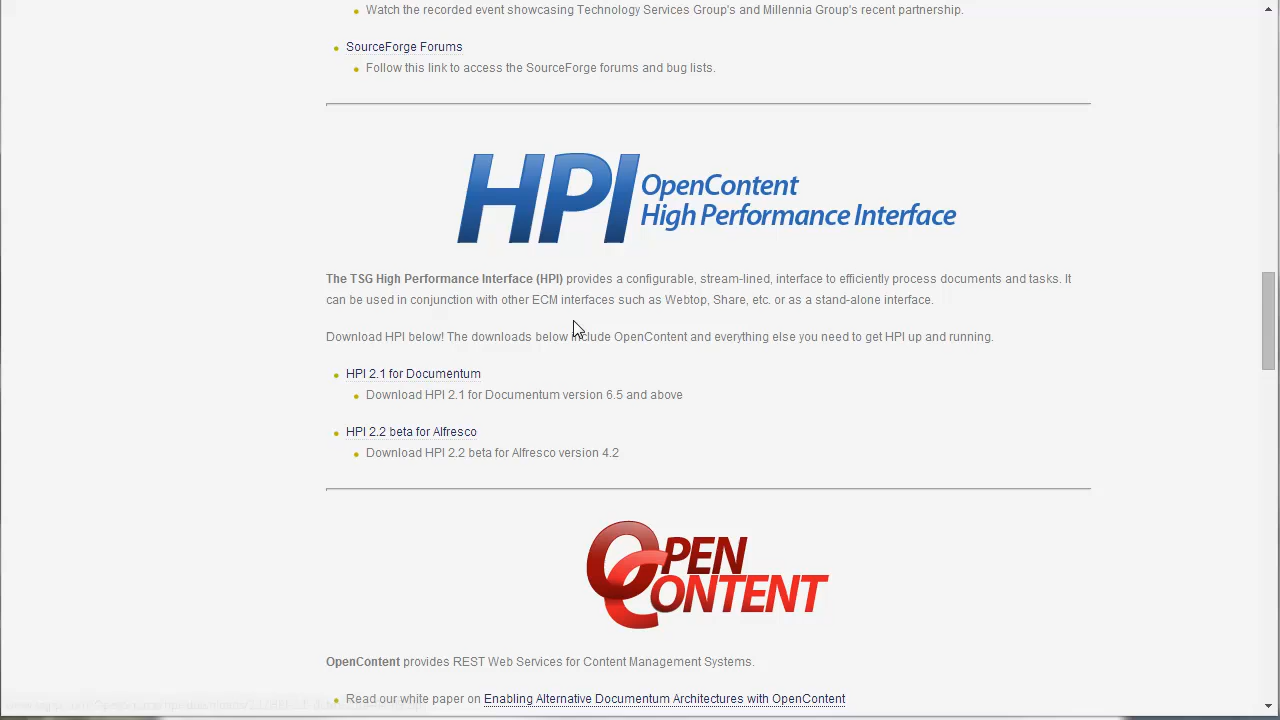 Watch the recorded event showcasing Technology Services Group's and Millennia Group's recent partnership.
SourceForge Forums
Follow this link to access the SourceForge forums and bug lists.
HPI OpenContent
High Performance Interface
The TSG High Performance Interface (HPI) provides a configurable, stream-lined, interface to efficiently process documents and tasks. It
can be used in conjunction with other ECM interfaces such as Webtop, Share, etc. or as a stand-alone interface.
Download HPI below! The downloads below include OpenContent and everything else you need to get HPI up and running.
HPI 2.1 for Documentum
Download HPI 2.1 for Documentum version 6.5 and above
HPI 2.2 beta for Alfresco
Download HPI 2.2 beta for Alfresco version 4.2
OPEN
CONTENT
OpenContent provides REST Web Services for Content Management Systems.
Read our white paper on Enabling Alternative Documentum Architectures with OpenContent